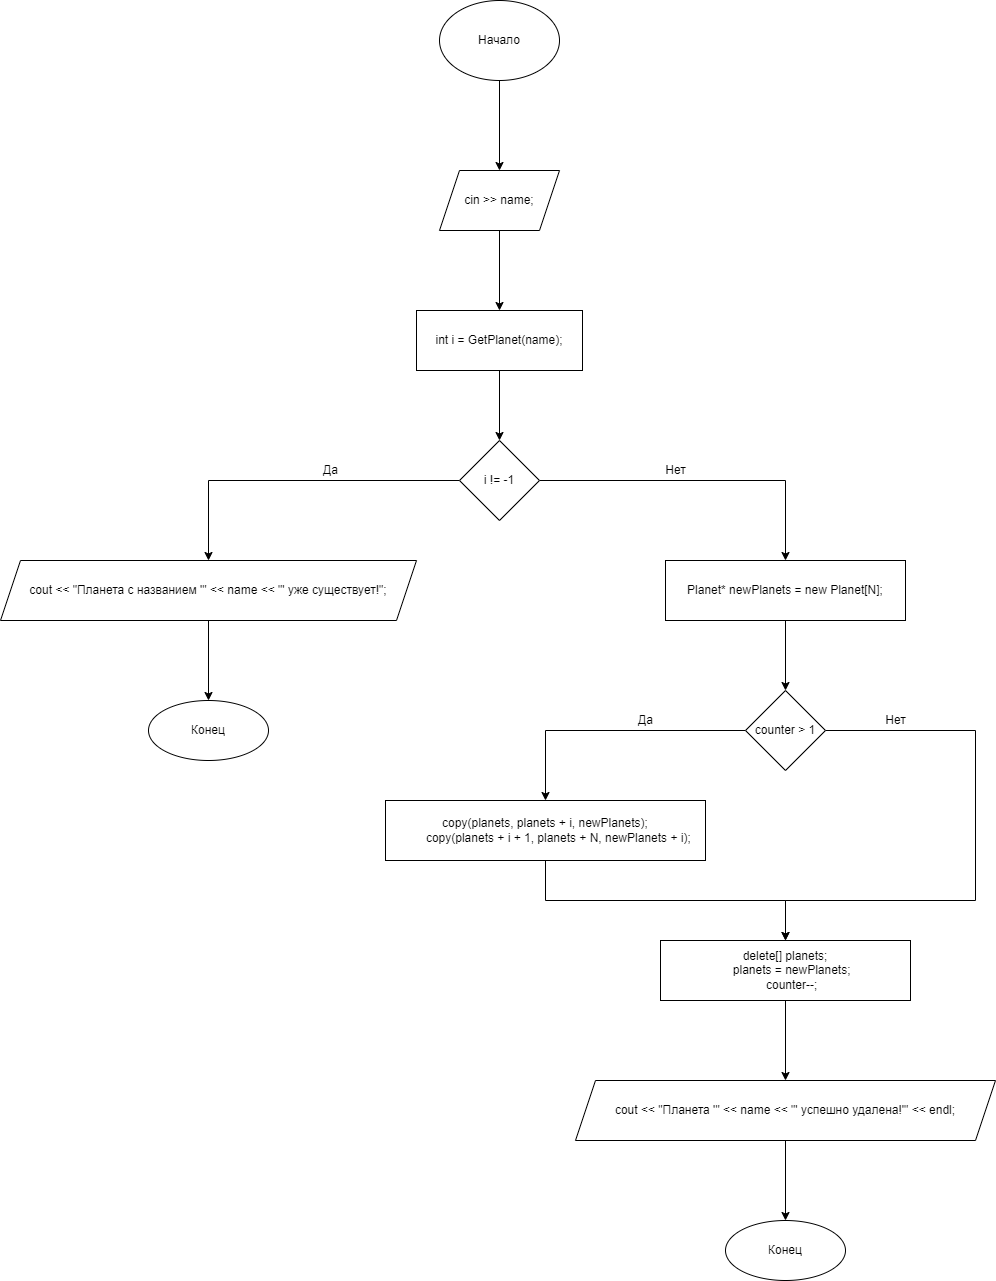 Начало
cin >> name;
int i = GetPlanet(name);
i != -1
Да
Нет
cout << "Планета с названием '" << name << "' уже существует!";
Конец
Planet* newPlanets = new Planet[N];
counter > 1
Да
Нет
copy(planets, planets + i, newPlanets);
copy(planets + i + 1, planets + N, newPlanets + i);
delete[] planets;
planets = newPlanets;
counter--;
cout << "Планета '" << name << "' успешно удалена!'" << endl;
Конец